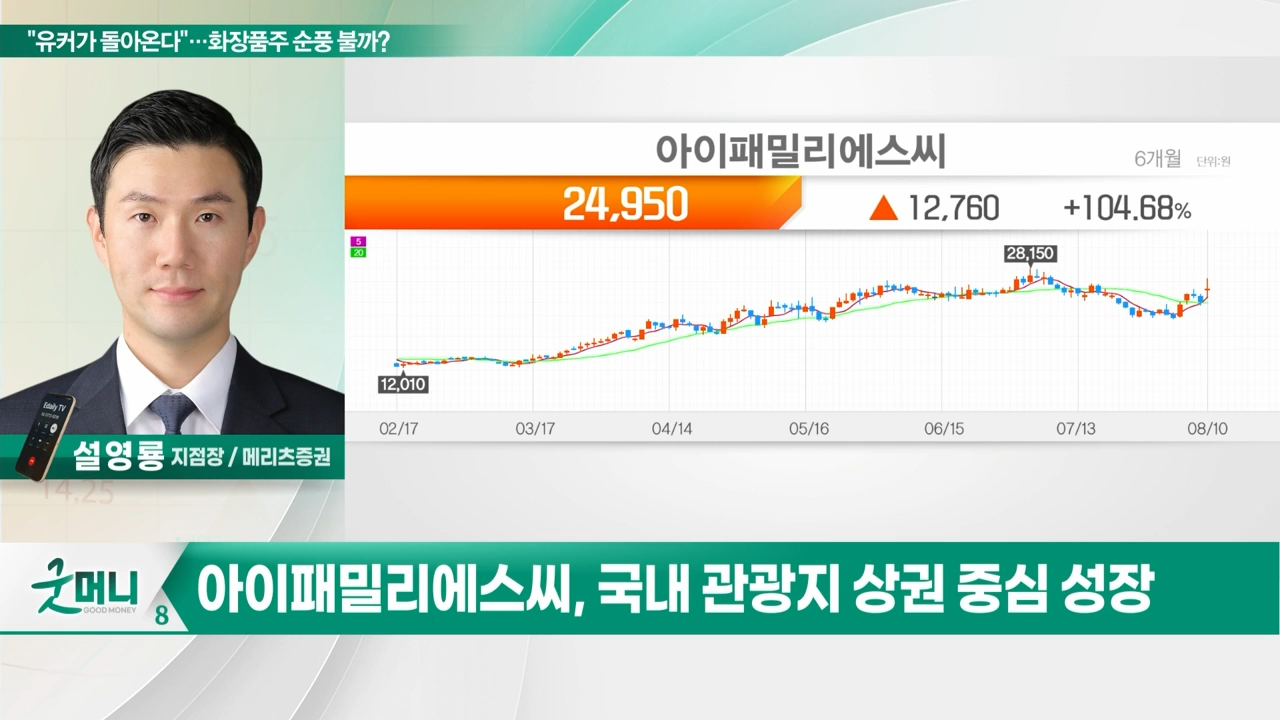 "유커가 돌아온다"…화장품주 순풍 불까?
아이패밀리에스씨
6개월 단위:원
24,950 ▲ 12,760 +104.68%
5
20
28,150
12,010
02/17 03/17 04/14 05/16 06/15 07/13 08/10
Edaily TV
설영룡 지점장 / 메리츠증권
14.25
굿머니
GOOD MONEY
8
아이패밀리에스씨, 국내 관광지 상권 중심 성장